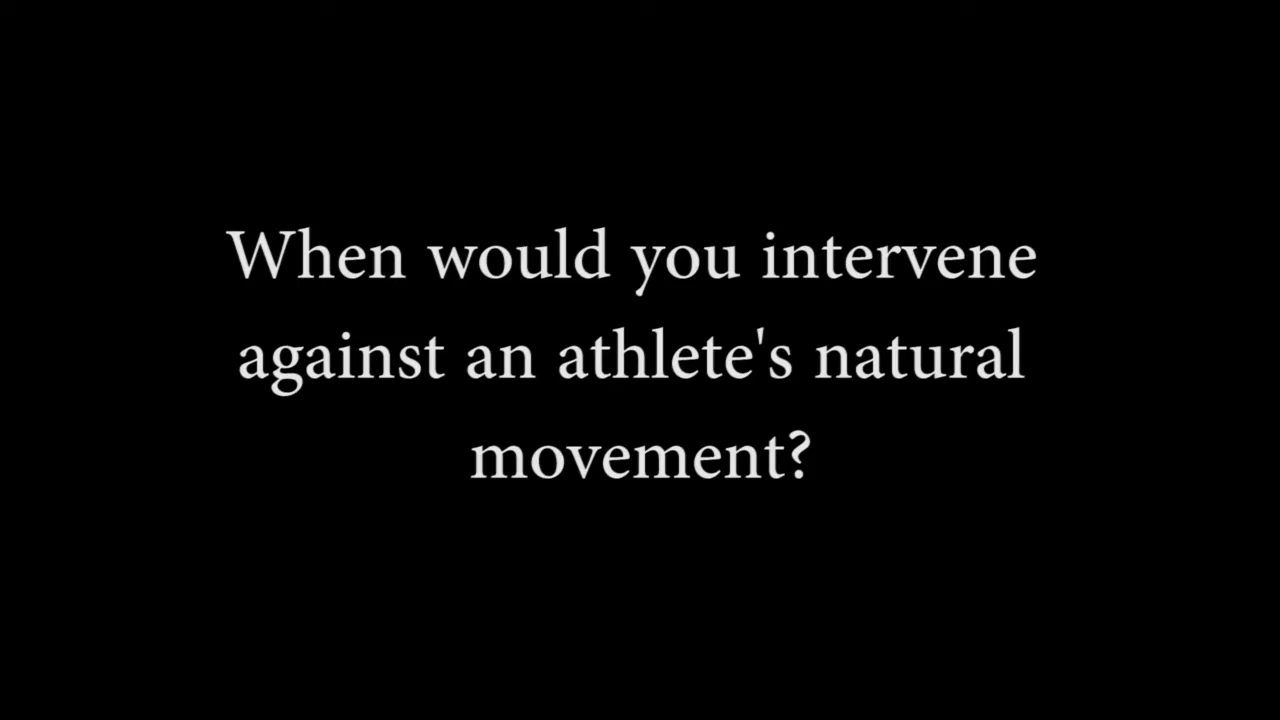 When would you intervene
against an athlete's natural
movement?